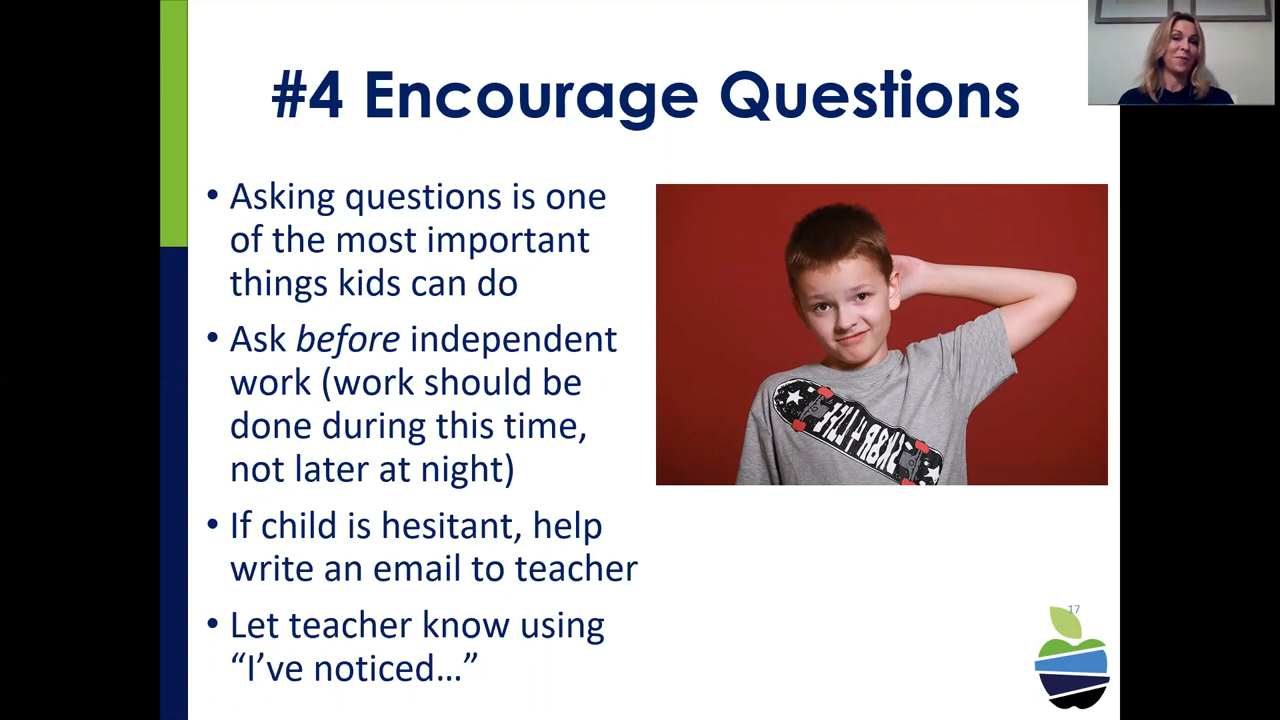 #4 Encourage Questions
• Asking questions is one
of the most important
things kids can do
• Ask before independent
work (work should be
done during this time,
not later at night)
• If child is hesitant, help
write an email to teacher
• Let teacher know using
“I’ve noticed…”
17